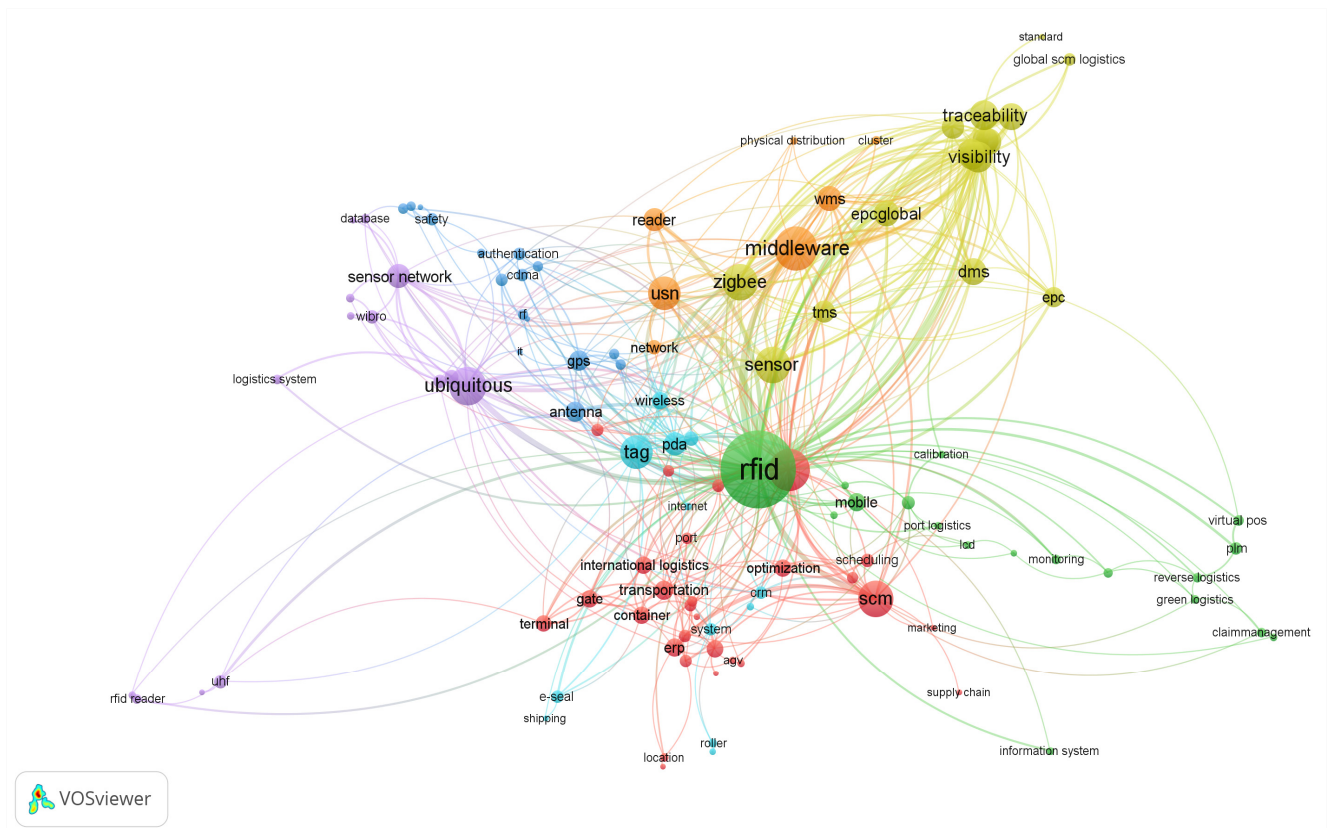 standard
global scm logistics
traceability
physical distribution
cluster
visibility
wms
epcglobal
reader
database
safety
middleware
authentication
sensor network
cdma
zigbee
dms
usn
epc
wibro
rf
tms
network
it
gps
sensor
logistics system
ubiquitous
wireless
antenna
tag
pda
calibration
rfid
mobile
internet
virtual pos
port logistics
port
lcd
plm
scheduling
monitoring
international logistics
optimization
reverse logistics
transportation
crm
gate
scm
green logistics
container
terminal
system
marketing
claimmanagement
erp
agv
uhf
supply chain
rfid reader
e-seal
shipping
roller
information system
location
VOSviewer